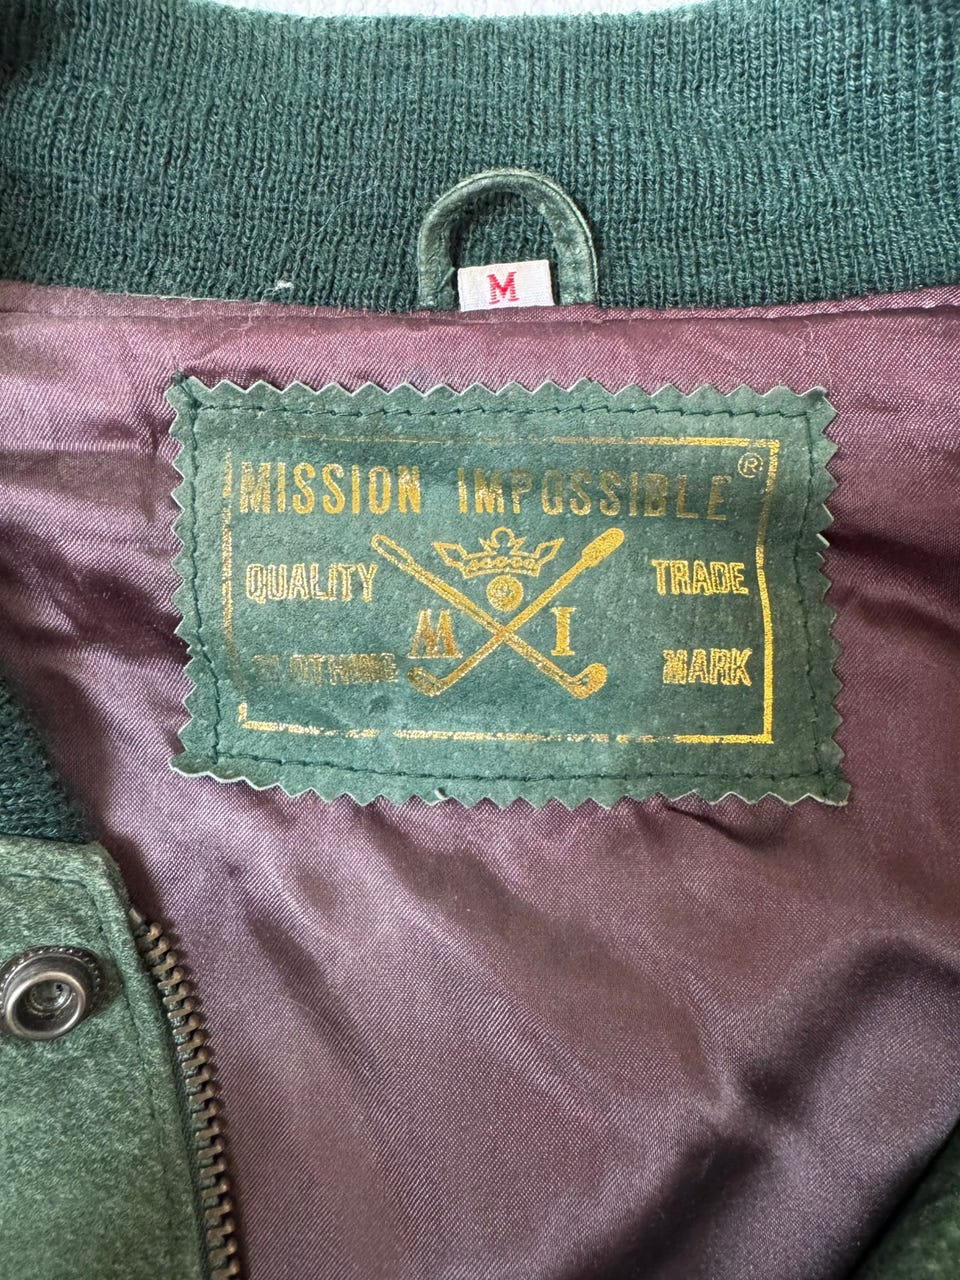 M
MISSION IMPOSSIBLE®
QUALITY TRADE
M I
CLOTHING MARK